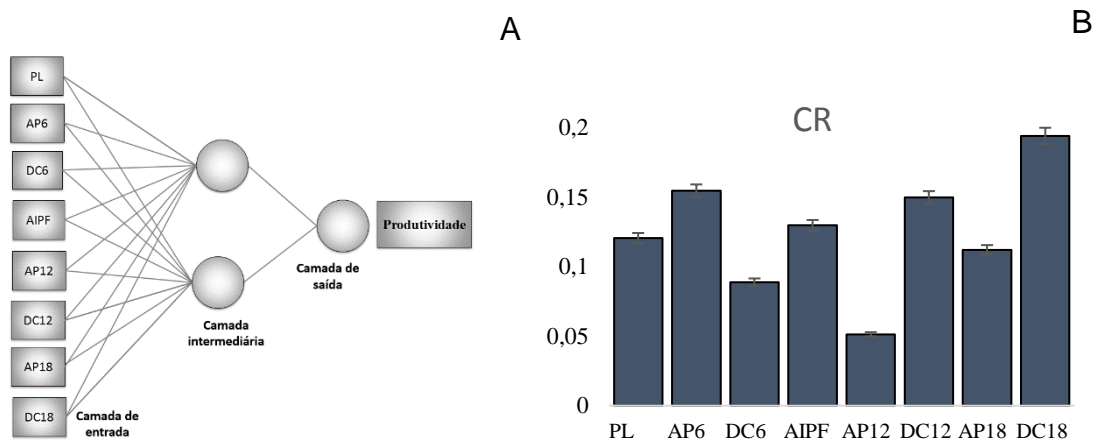 A
PL
AP6
DC6
AIPF
AP12
DC12
AP18
DC18
Camada de
entrada
Camada
intermediária
Camada de
saída
Produtividade
B
CR
0,2
0,15
0,1
0,05
0
PL AP6 DC6 AIPF AP12 DC12 AP18 DC18